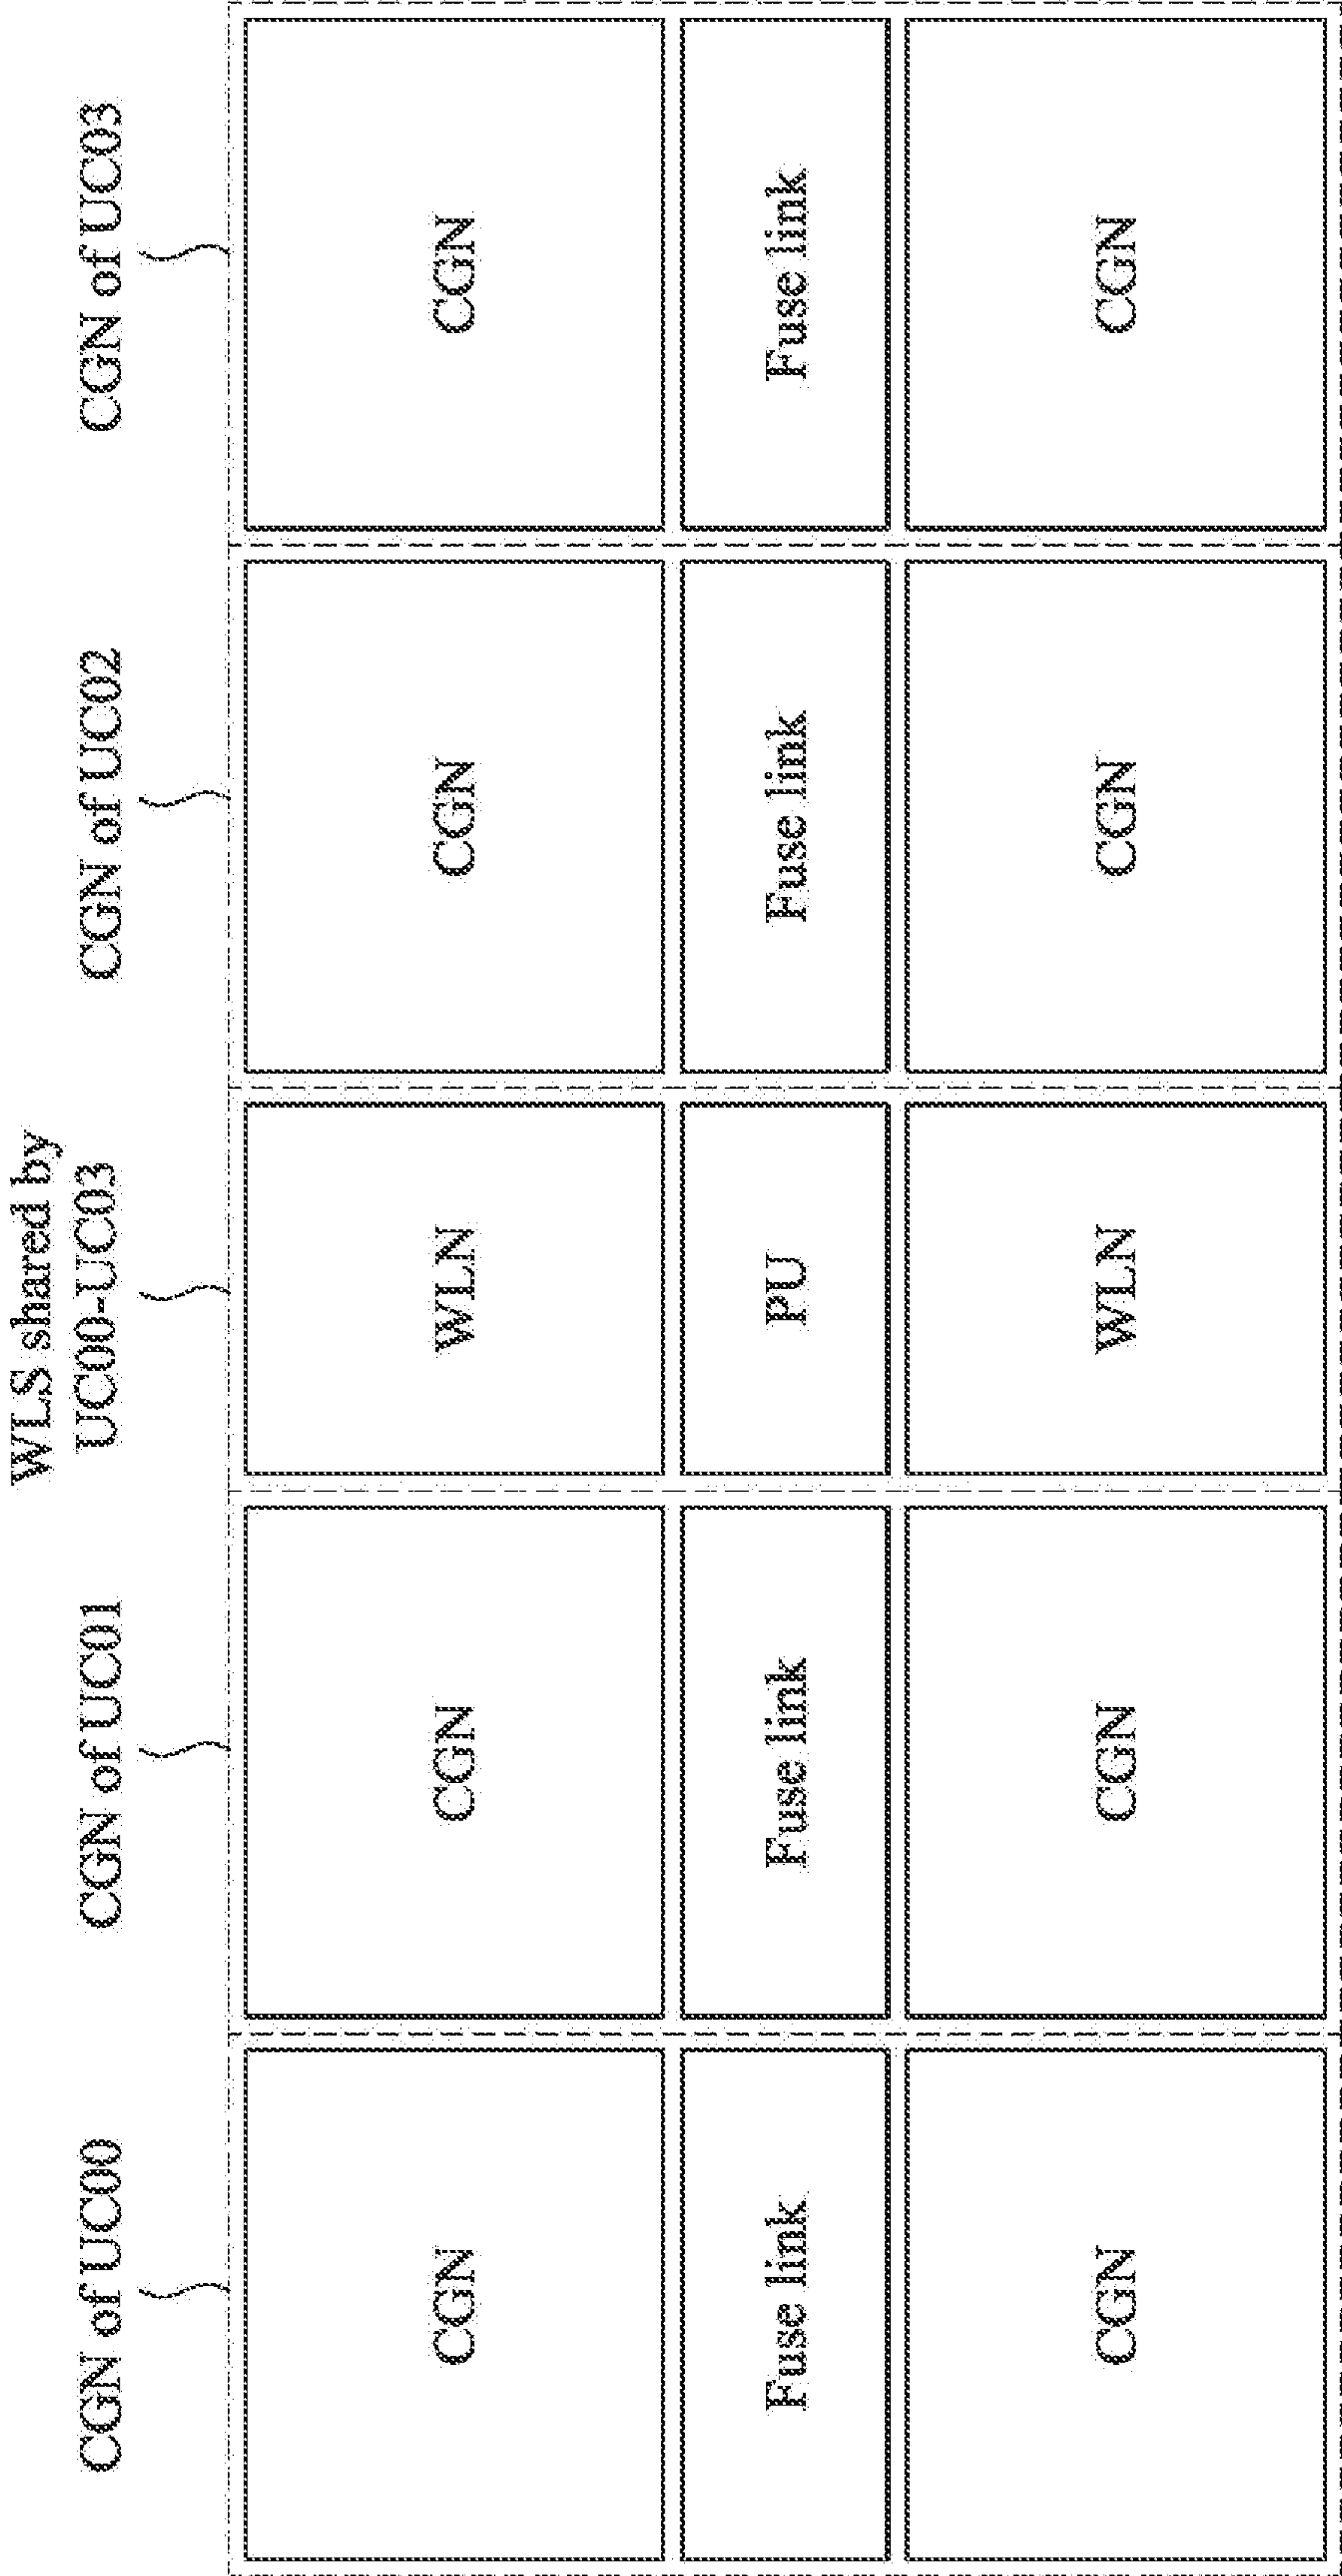 CGN of UC00
CGN of UC01
WLS shared by
UC00-UC03
CGN of UC02
CGN of UC03
CGN
CGN
WLN
CGN
CGN
Fuse link
Fuse link
PU
Fuse link
Fuse link
CGN
CGN
WLN
CGN
CGN